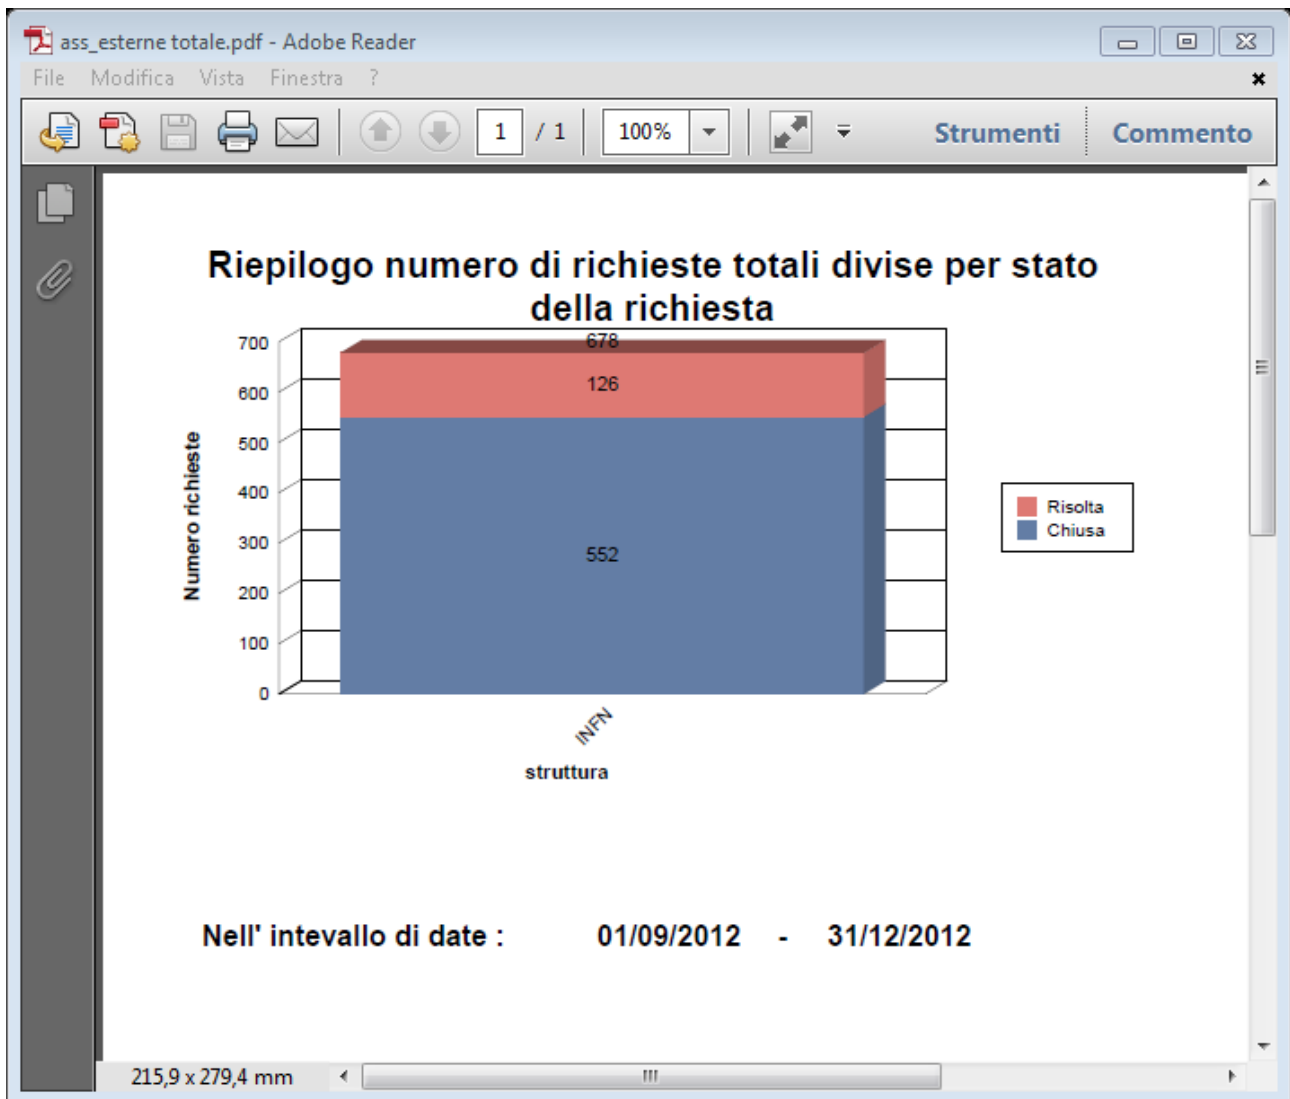 ass_esterne totale.pdf - Adobe Reader
File Modifica Vista Finestra ?
1 / 1 100% Strumenti Commento
Riepilogo numero di richieste totali divise per stato
della richiesta
678
700
126
600
500
400
300
552
200
100
0
Numero richieste
Risolta
Chiusa
INFN
struttura
Nell' intevallo di date : 01/09/2012 - 31/12/2012
215,9 x 279,4 mm